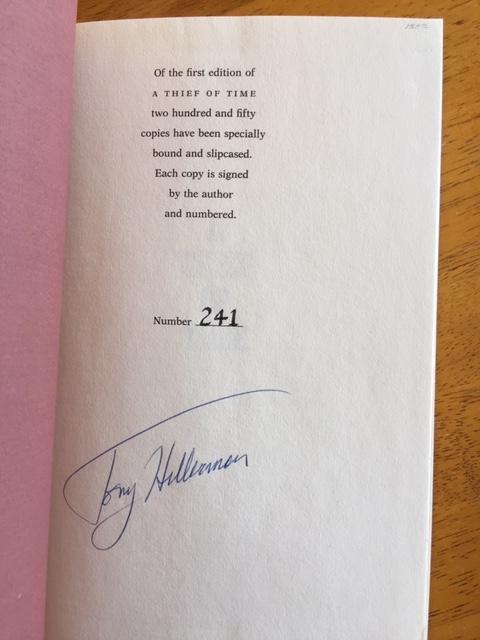 Of the first edition of
A THIEF OF TIME
two hundred and fifty
copies have been specially
bound and slipcased.
Each copy is signed
by the author
and numbered.
Number 241
Tony Hillerman